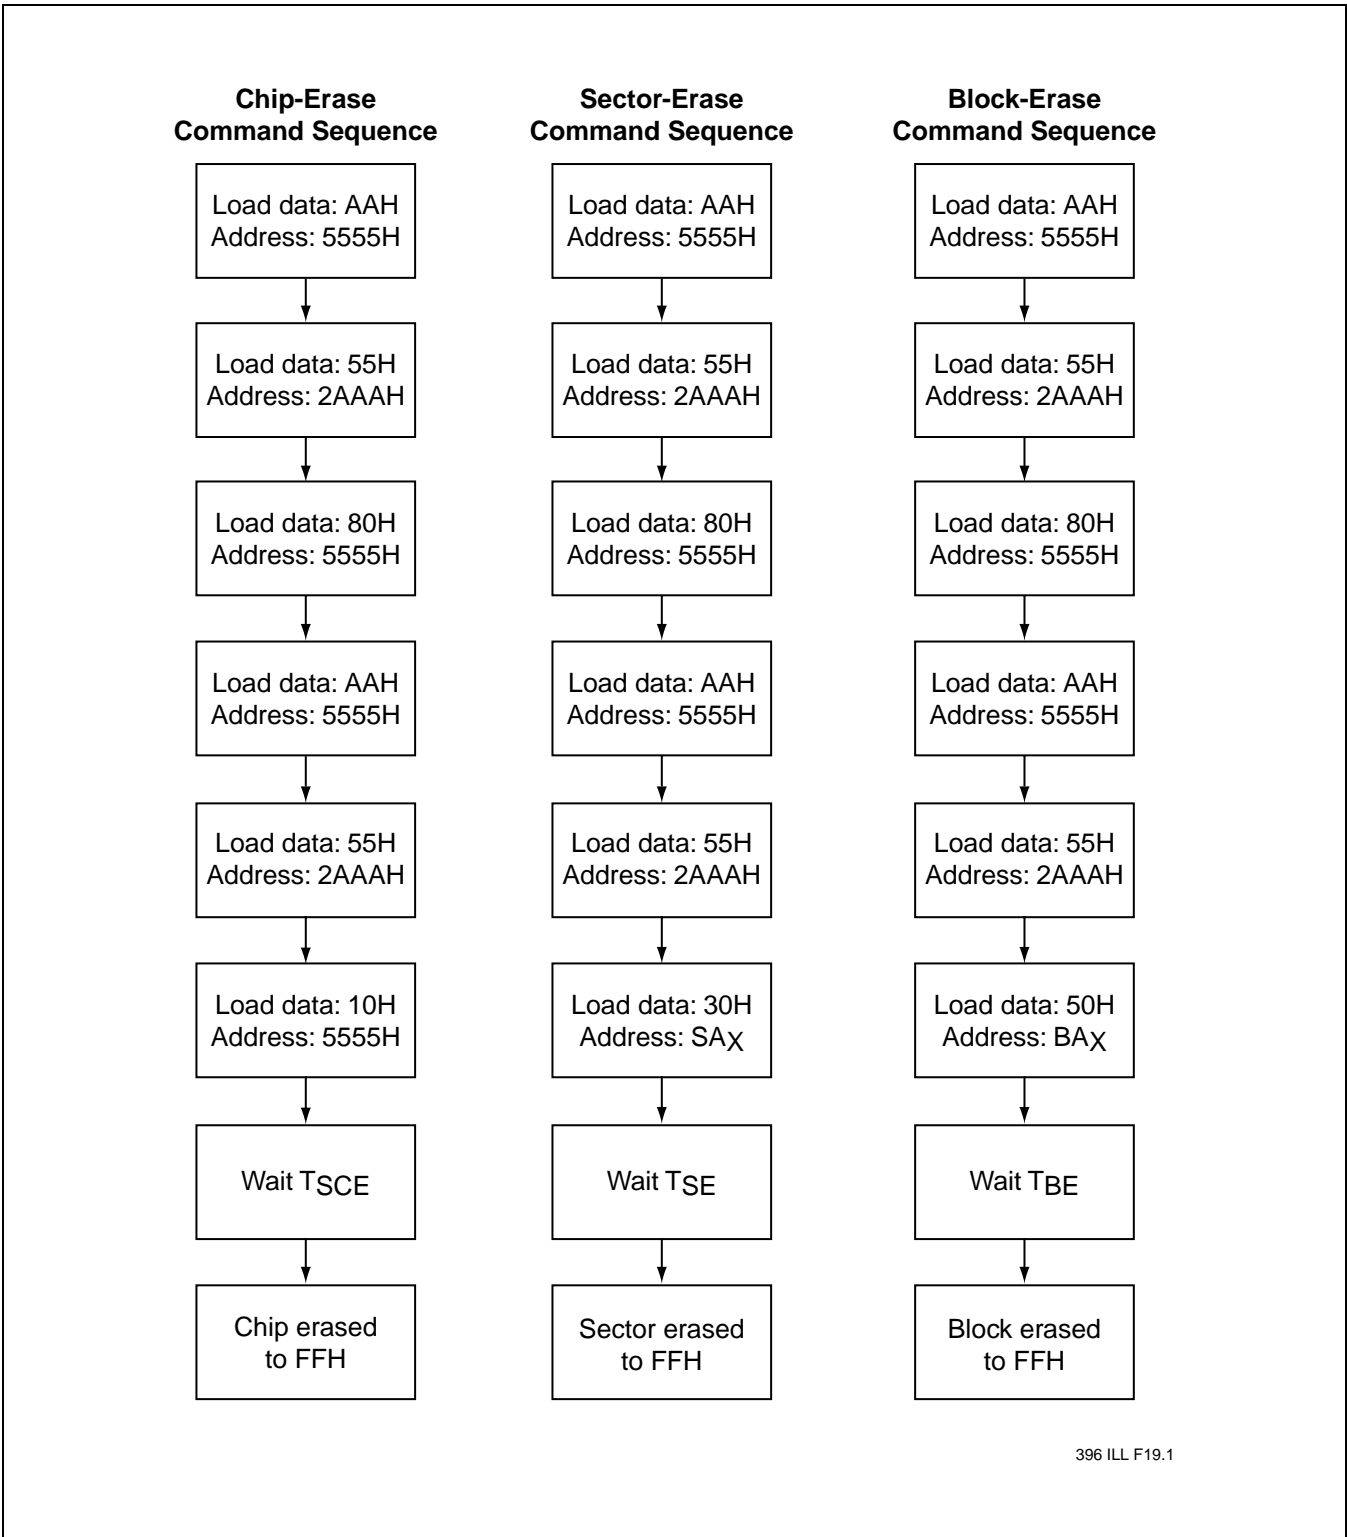 Chip-Erase
Command Sequence
Load data: AAH
Address: 5555H
Load data: 55H
Address: 2AAAH
Load data: 80H
Address: 5555H
Load data: AAH
Address: 5555H
Load data: 55H
Address: 2AAAH
Load data: 10H
Address: 5555H
Wait TSCE
Chip erased
to FFH
Sector-Erase
Command Sequence
Load data: AAH
Address: 5555H
Load data: 55H
Address: 2AAAH
Load data: 80H
Address: 5555H
Load data: AAH
Address: 5555H
Load data: 55H
Address: 2AAAH
Load data: 30H
Address: SAX
Wait TSE
Sector erased
to FFH
Block-Erase
Command Sequence
Load data: AAH
Address: 5555H
Load data: 55H
Address: 2AAAH
Load data: 80H
Address: 5555H
Load data: AAH
Address: 5555H
Load data: 55H
Address: 2AAAH
Load data: 50H
Address: BAX
Wait TBE
Block erased
to FFH
396 ILL F19.1